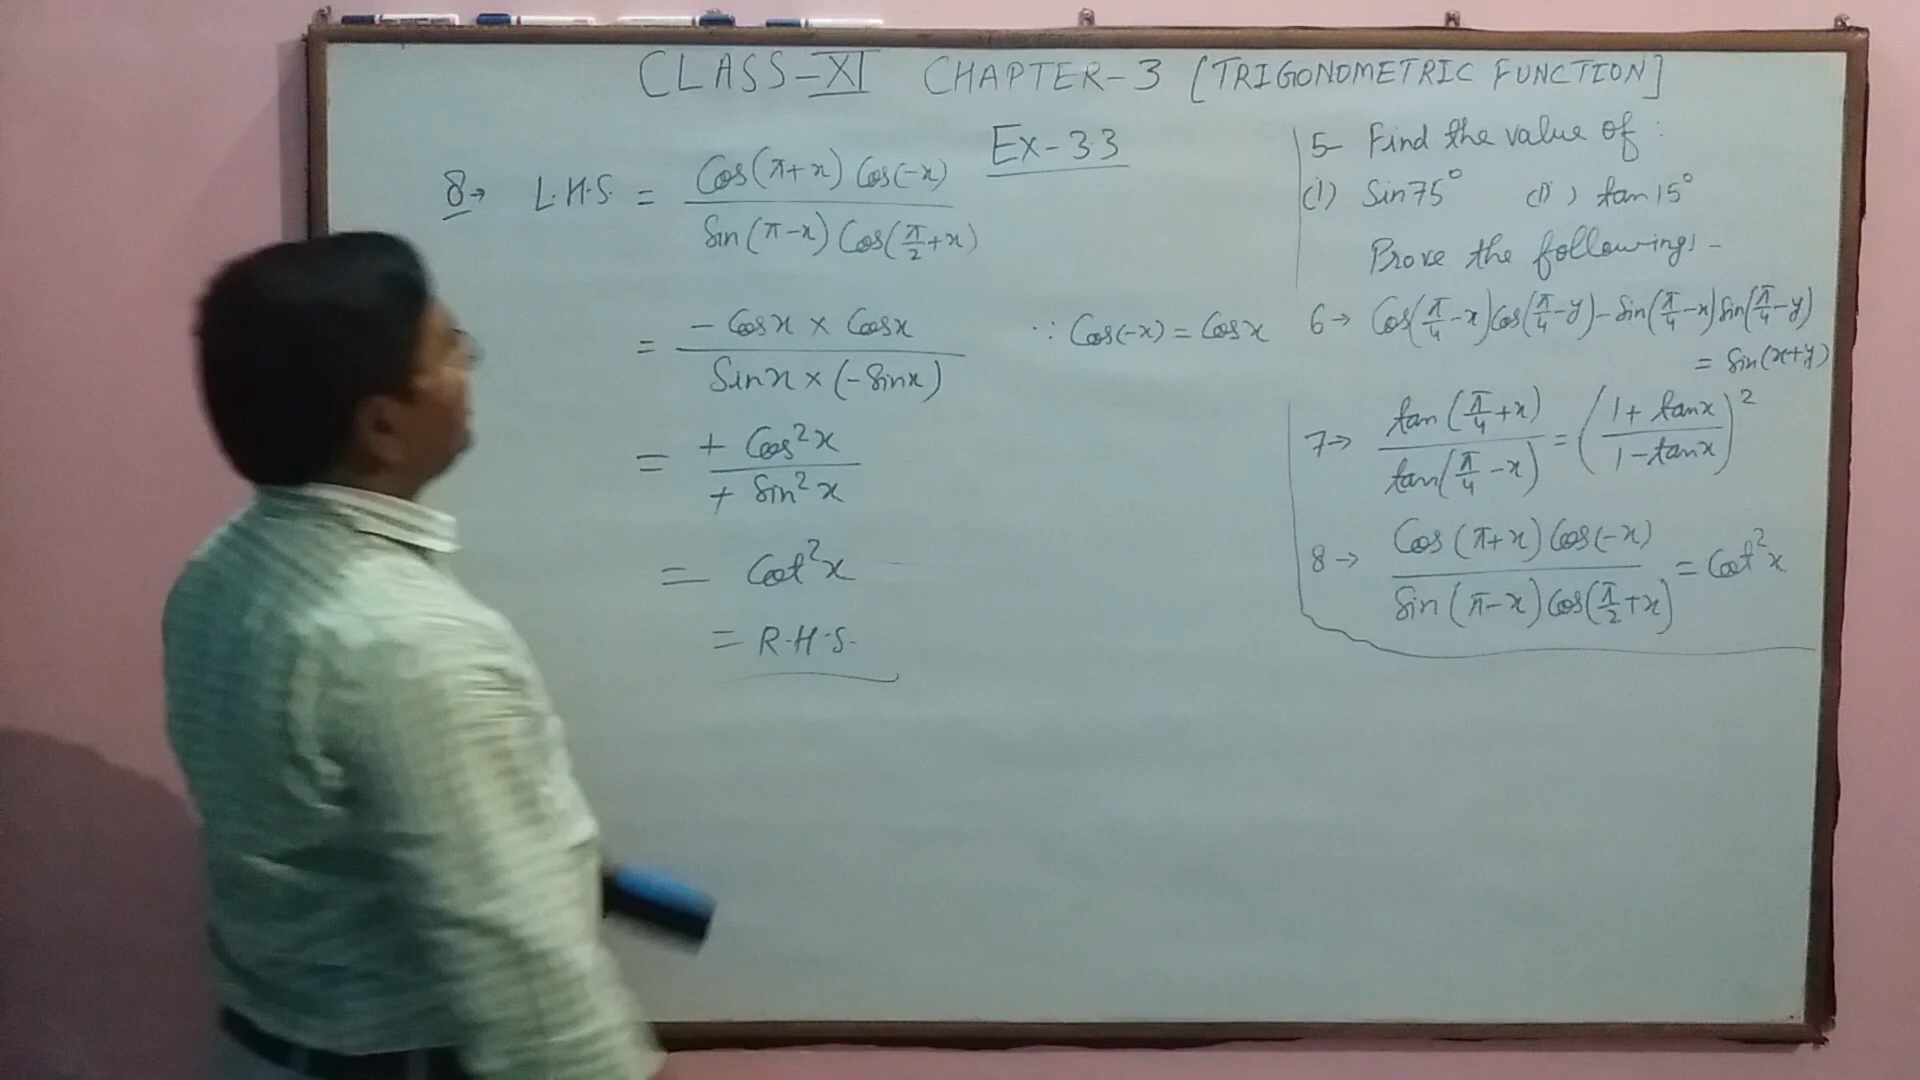 CLASS-XI CHAPTER-3 [TRIGONOMETRIC FUNCTION]
Ex-3.3
8→ L.H.S. = Cos(π+x) Cos(-x) / Sin(π-x) Cos(π/2+x)
= -Cosx × Cosx / Sinx × (-Sinx) ∵ Cos(-x) = Cosx
= + Cos²x / + Sin²x
= Cot²x
= R.H.S.
5- Find the value of :
(i) Sin75° (ii) tan15°
Prove the following:-
6→ Cos(π/4-x)Cos(π/4-y)-Sin(π/4-x)Sin(π/4-y)
= Sin(x+y)
7→ tan(π/4+x) / tan(π/4-x) = (1+tanx / 1-tanx)²
8→ Cos(π+x) Cos(-x) / Sin(π-x) Cos(π/2+x) = Cot²x